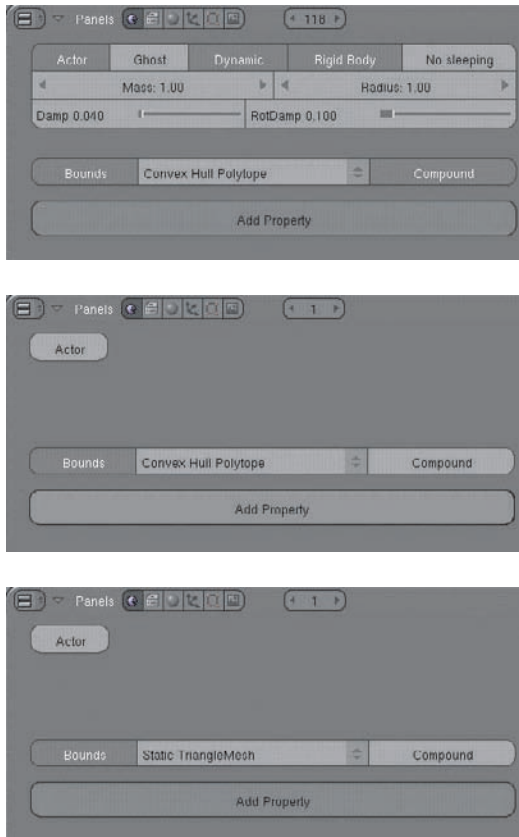 Panels 118
Actor Ghost Dynamic Rigid Body No sleeping
Mass: 1.00 Radius: 1.00
Damp 0.040 RotDamp 0.100
Bounds Convex Hull Polytope Compound
Add Property
Panels 1
Actor
Bounds Convex Hull Polytope Compound
Add Property
Panels 1
Actor
Bounds Static TriangleMesh Compound
Add Property